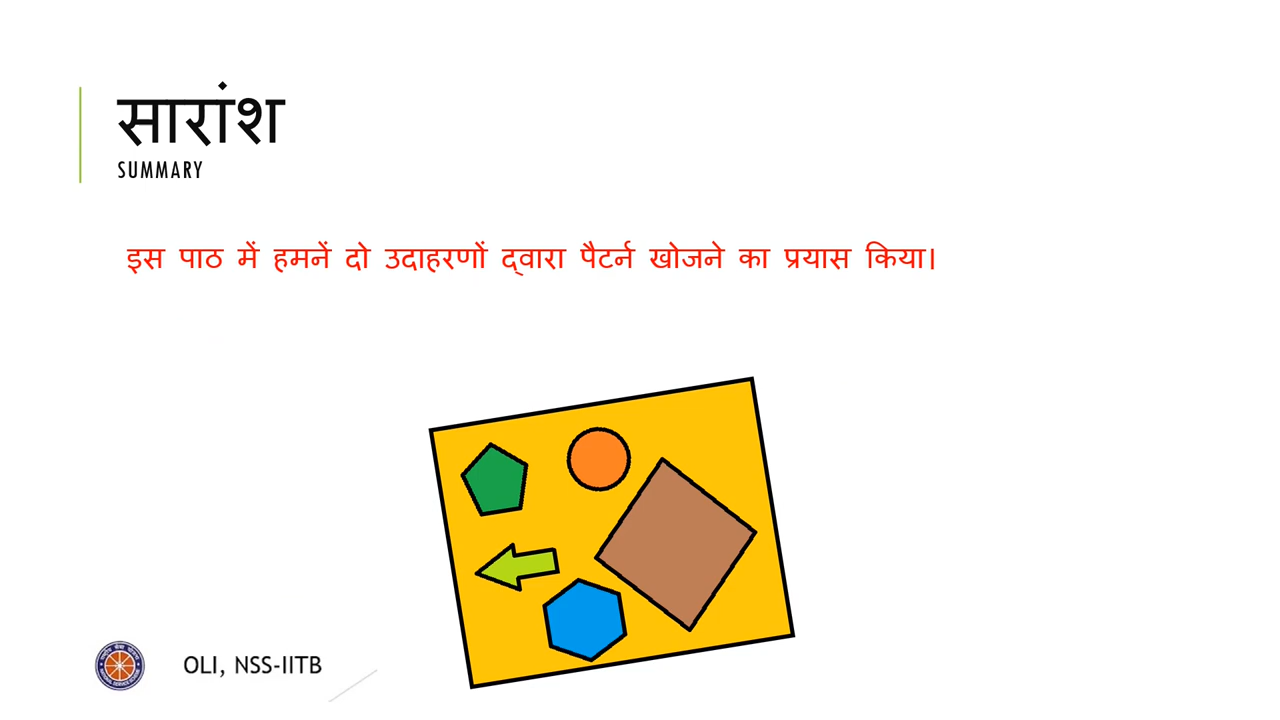 सारांश
SUMMARY
इस पाठ में हमनें दो उदाहरणों द्वारा पैटर्न खोजने का प्रयास किया।
OLI, NSS-IITB